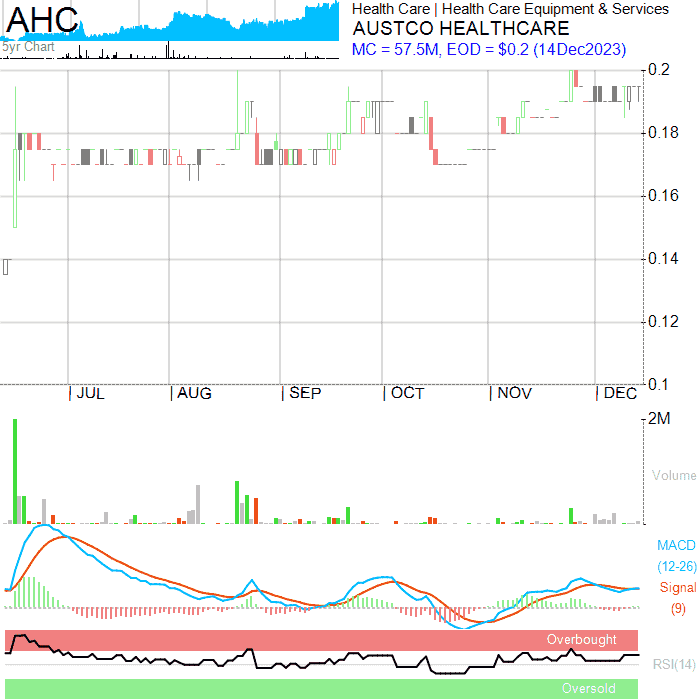 AHC
5yr Chart
Health Care | Health Care Equipment & Services
AUSTCO HEALTHCARE
MC = 57.5M, EOD = $0.2 (14Dec2023)
0.2
0.18
0.16
0.14
0.12
0.1
| JUL | AUG | SEP | OCT | NOV | DEC
2M
Volume
MACD
(12-26)
Signal
(9)
Overbought
RSI(14)
Oversold